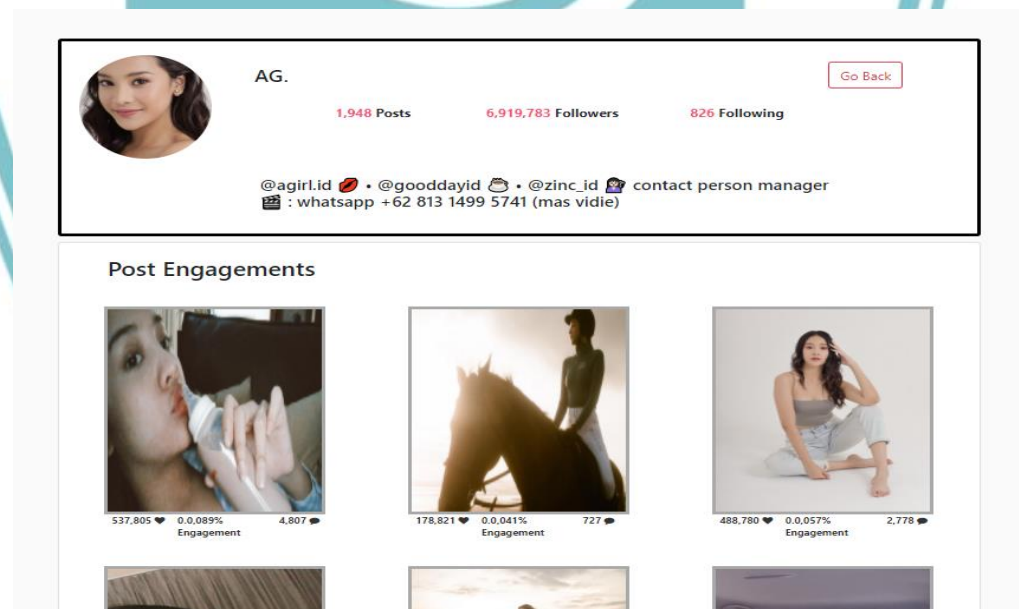 AG.
Go Back
1,948 Posts 6,919,783 Followers 826 Following
@agirl.id 💋 • @gooddayid ☕ • @zinc_id 💇🏻‍♀️ contact person manager
🎬 : whatsapp +62 813 1499 5741 (mas vidie)
Post Engagements
537,805 ♥ 0.0,089% 4,807 💬
Engagement
178,821 ♥ 0.0,041% 727 💬
Engagement
488,780 ♥ 0.0,057% 2,778 💬
Engagement